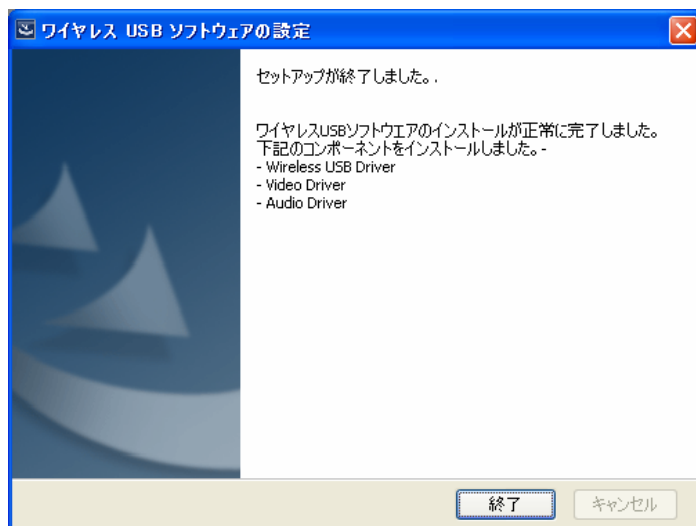 ワイヤレス USB ソフトウェアの設定
セットアップが終了しました。.
ワイヤレスUSBソフトウエアのインストールが正常に完了しました。
下記のコンポーネントをインストールしました。-
- Wireless USB Driver
- Video Driver
- Audio Driver
終了
キャンセル